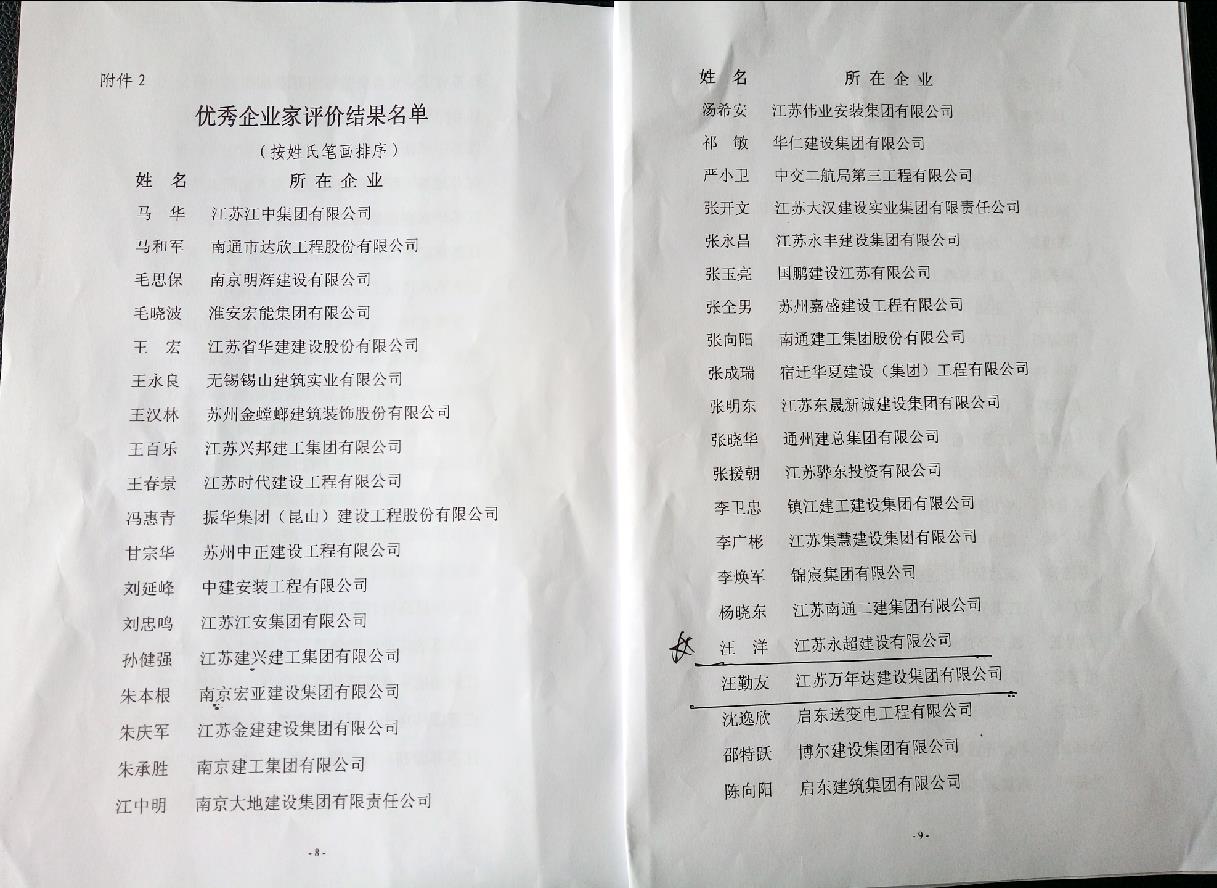 附件2
优秀企业家评价结果名单
（按姓氏笔画排序）
姓 名 所在企业
马 华 江苏江中集团有限公司
马和军 南通市达欣工程股份有限公司
毛思保 南京明辉建设有限公司
毛晓波 淮安宏能集团有限公司
王 宏 江苏省华建建设股份有限公司
王永良 无锡锡山建筑实业有限公司
王汉林 苏州金螳螂建筑装饰股份有限公司
王百乐 江苏兴邦建工集团有限公司
王春景 江苏时代建设工程有限公司
冯惠青 振华集团（昆山）建设工程股份有限公司
甘宗华 苏州中正建设工程有限公司
刘延峰 中建安装工程有限公司
刘忠鸣 江苏江安集团有限公司
孙健强 江苏建兴建工集团有限公司
朱本根 南京宏亚建设集团有限公司
朱庆军 江苏金建建设集团有限公司
朱承胜 南京建工集团有限公司
江中明 南京大地建设集团有限责任公司
-8-
姓 名 所在企业
汤希安 江苏伟业安装集团有限公司
祁 敏 华仁建设集团有限公司
严小卫 中交二航局第三工程有限公司
张开文 江苏大汉建设实业集团有限责任公司
张永昌 江苏永丰建设集团有限公司
张玉亮 国鹏建设江苏有限公司
张全男 苏州嘉盛建设工程有限公司
张向阳 南通建工集团股份有限公司
张成瑞 宿迁华夏建设（集团）工程有限公司
张明东 江苏东晟新诚建设集团有限公司
张晓华 通州建总集团有限公司
张援朝 江苏骅东投资有限公司
李卫忠 镇江建工建设集团有限公司
李广彬 江苏集慧建设集团有限公司
李焕军 锦宸集团有限公司
杨晓东 江苏南通二建集团有限公司
汪 洋 江苏永超建设有限公司
汪勤友 江苏万年达建设集团有限公司
沈逸欣 启东送变电工程有限公司
邵特跃 博尔建设集团有限公司
陈向阳 启东建筑集团有限公司
-9-